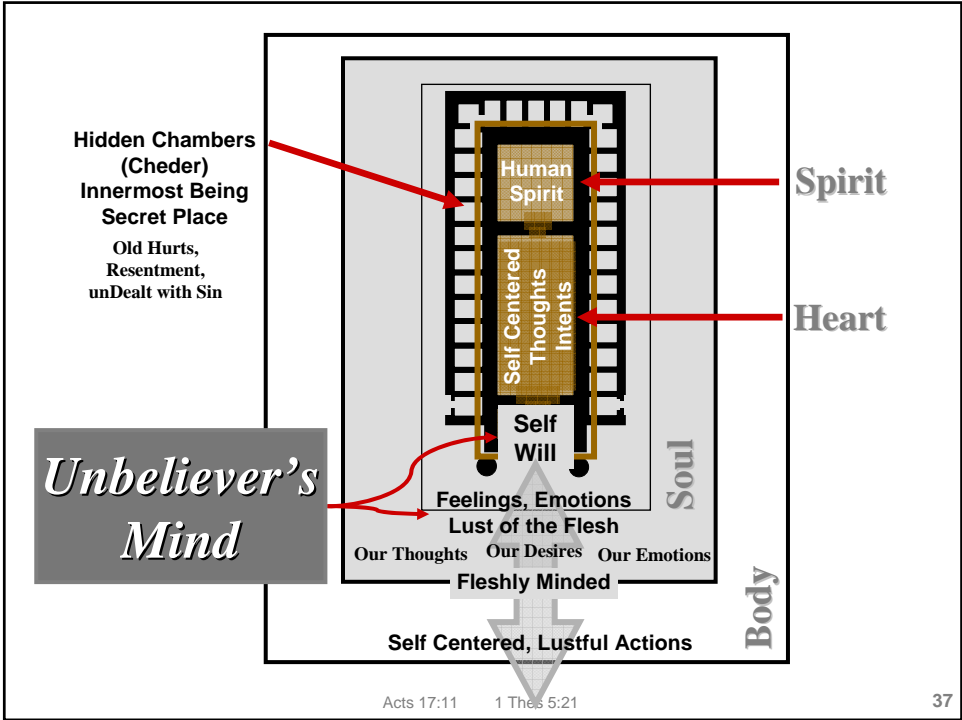 Hidden Chambers
(Cheder)
Innermost Being
Secret Place
Old Hurts,
Resentment,
unDealt with Sin
Human
Spirit
Spirit
Self Centered
Thoughts
Intents
Heart
Self
Will
Unbeliever's
Mind
Feelings, Emotions
Lust of the Flesh
Our Thoughts Our Desires Our Emotions
Fleshly Minded
Soul
Self Centered, Lustful Actions
Body
Acts 17:11 1 Thes 5:21
37